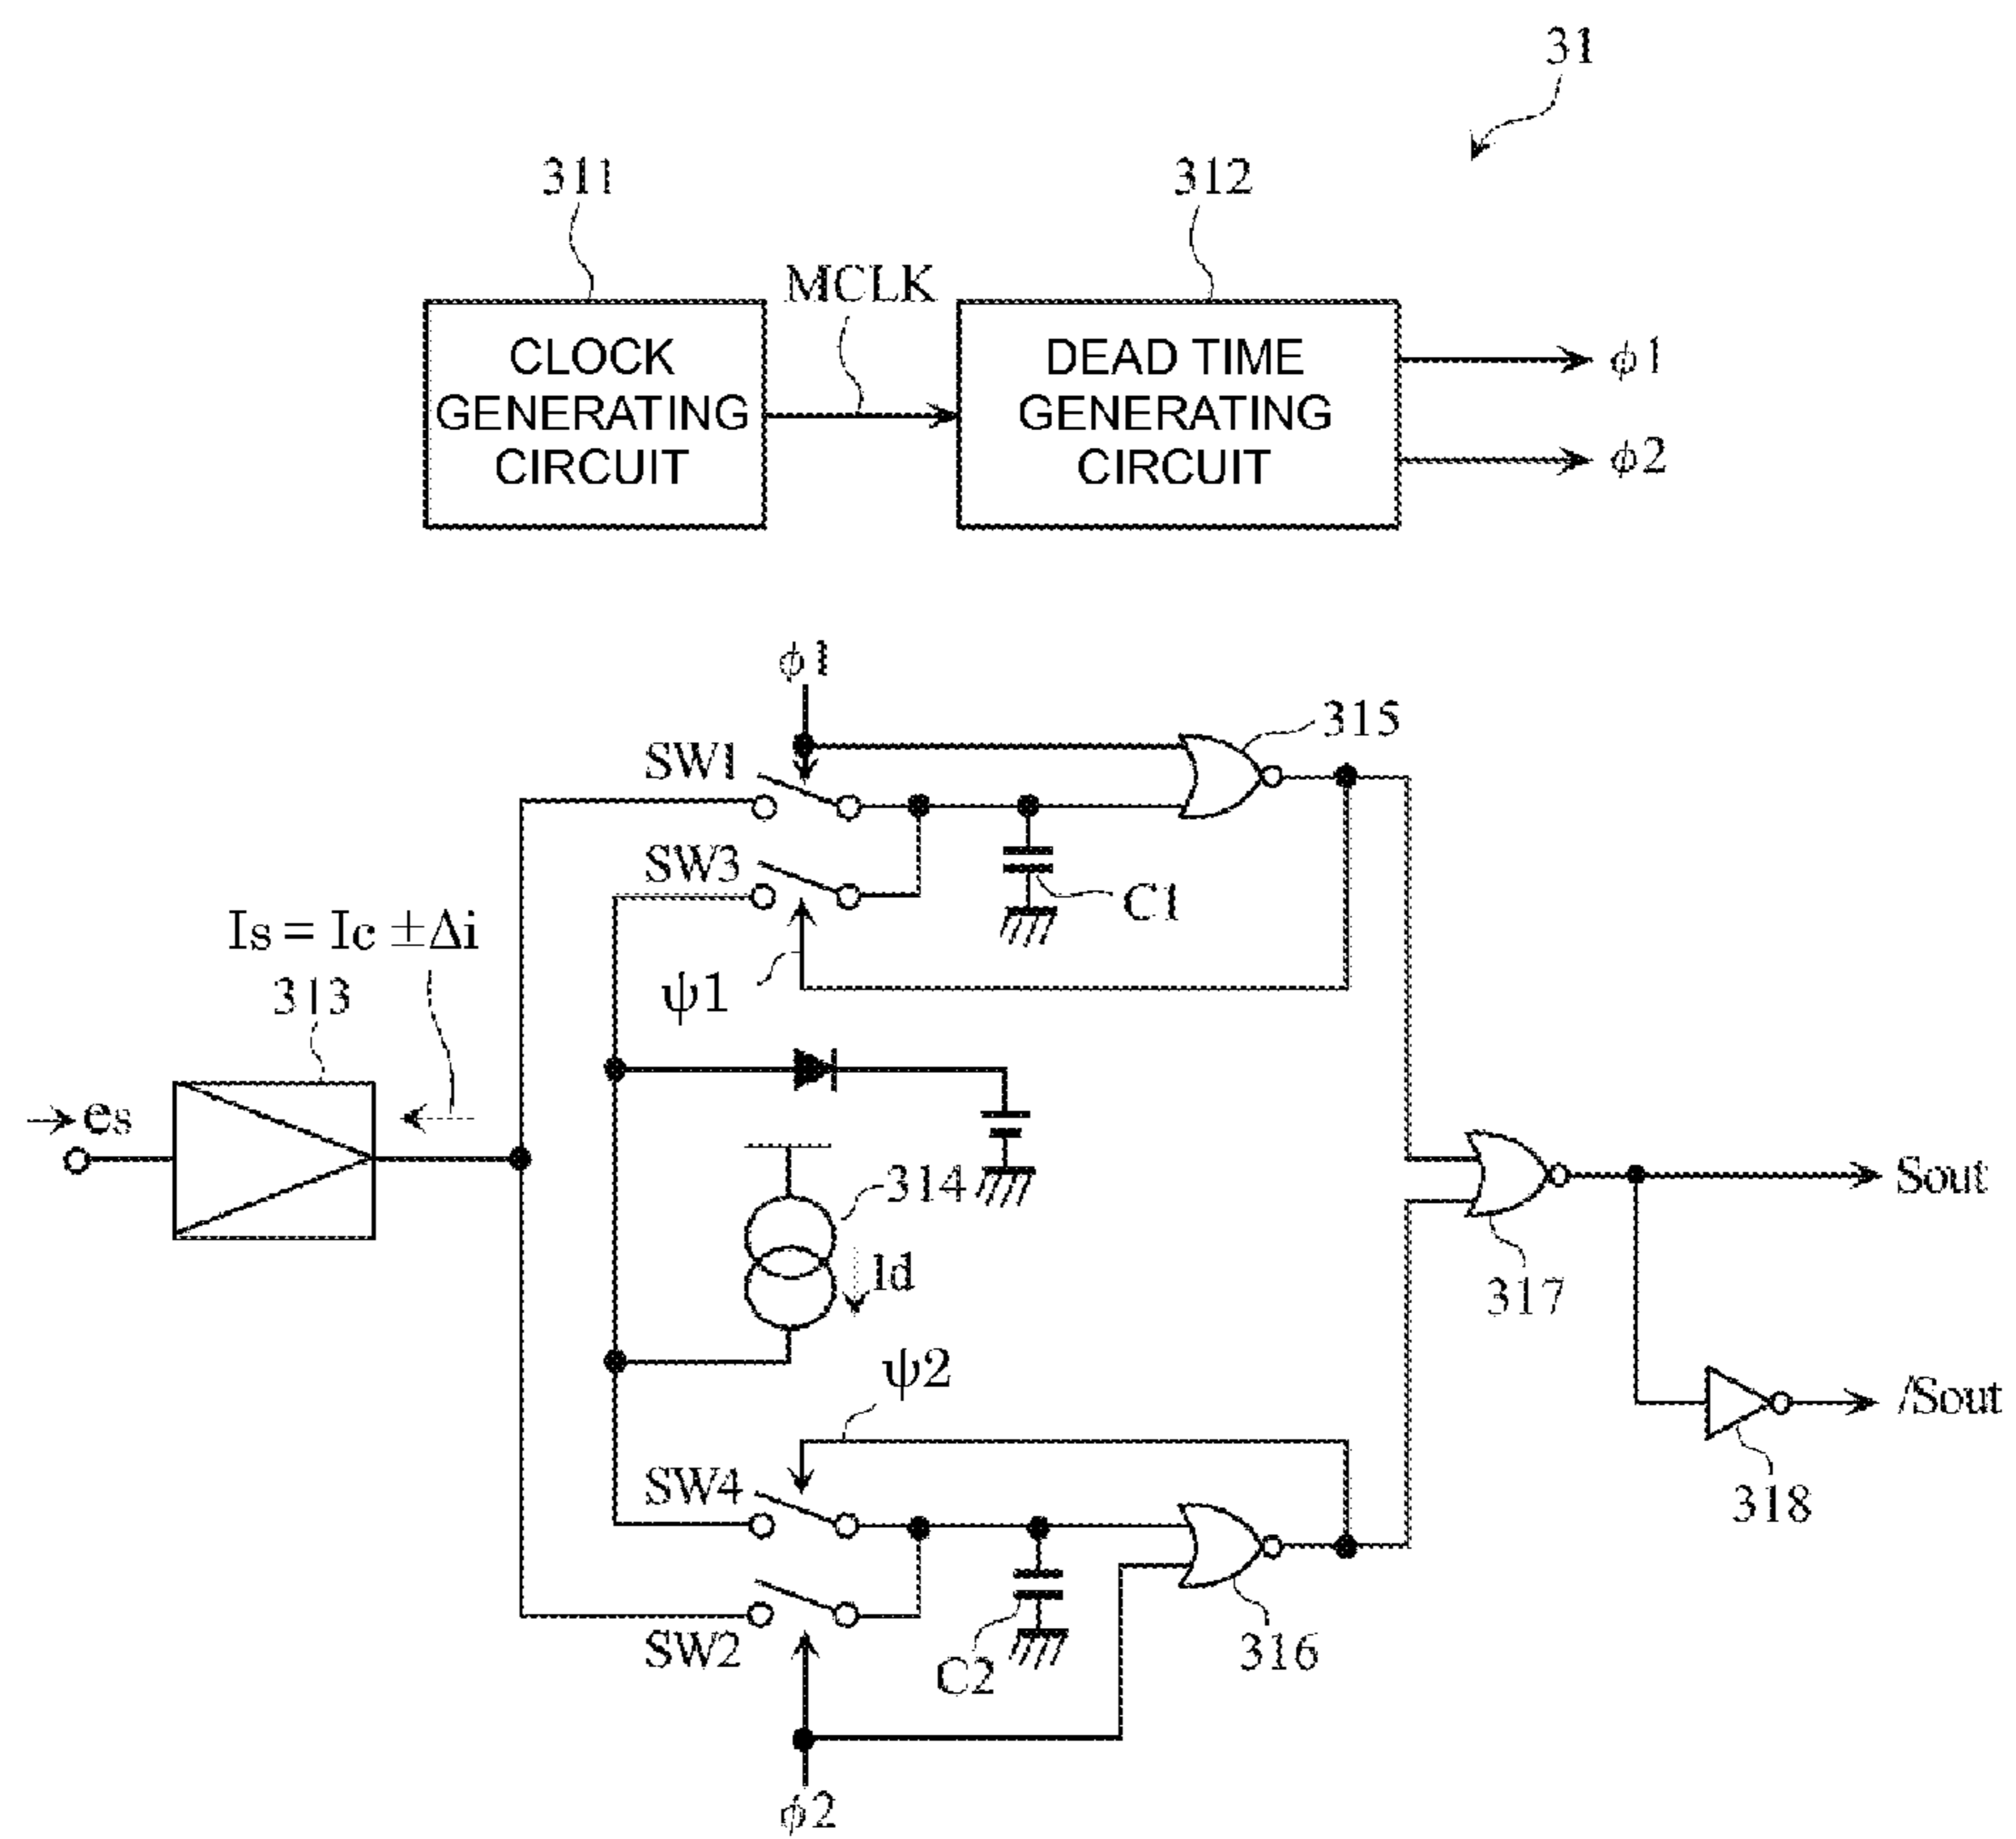 31
311
312
MCLK
CLOCK
GENERATING
CIRCUIT
DEAD TIME
GENERATING
CIRCUIT
ϕ1
ϕ2
ϕ1
315
SW1
SW3
C1
Is = Ic ±Δi
313
ψ1
es
314
Id
Sout
317
ψ2
/Sout
SW4
318
SW2
C2
316
ϕ2